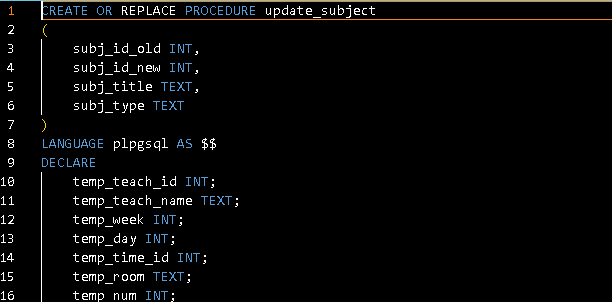 1 CREATE OR REPLACE PROCEDURE update_subject
2 (
3 subj_id_old INT,
4 subj_id_new INT,
5 subj_title TEXT,
6 subj_type TEXT
7 )
8 LANGUAGE plpgsql AS $$
9 DECLARE
10 temp_teach_id INT;
11 temp_teach_name TEXT;
12 temp_week INT;
13 temp_day INT;
14 temp_time_id INT;
15 temp_room TEXT;
16 temp_num INT;